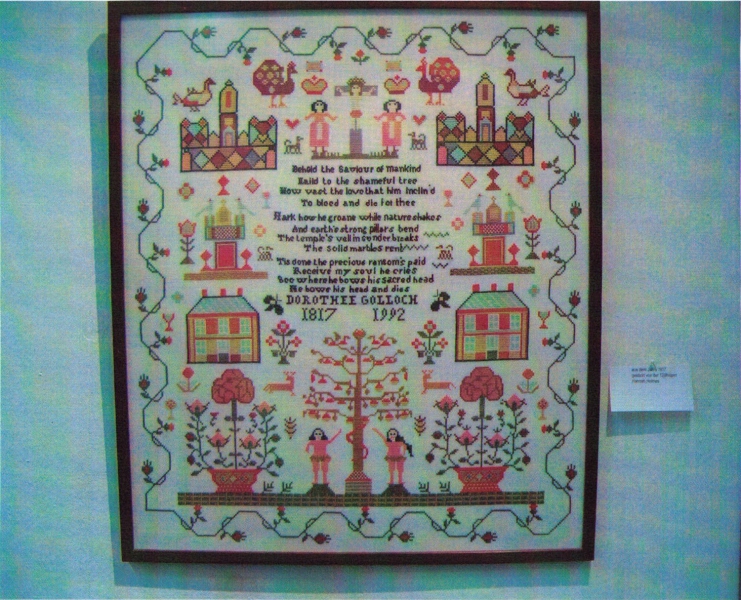 Behold the Saviour of Mankind
Naild to the shameful tree
How vast the love that him inclin'd
To bleed and die for thee
Hark how he groans while nature shakes
And earth's strong pillars bend
The temple's veil in sunder breaks
The solid marbles rent
'Tis done the precious ransom's paid
Receive my soul he cries
See where he bows his sacred head
He bows his head and dies
DOROTHEE GOLLOCH
1817 1992